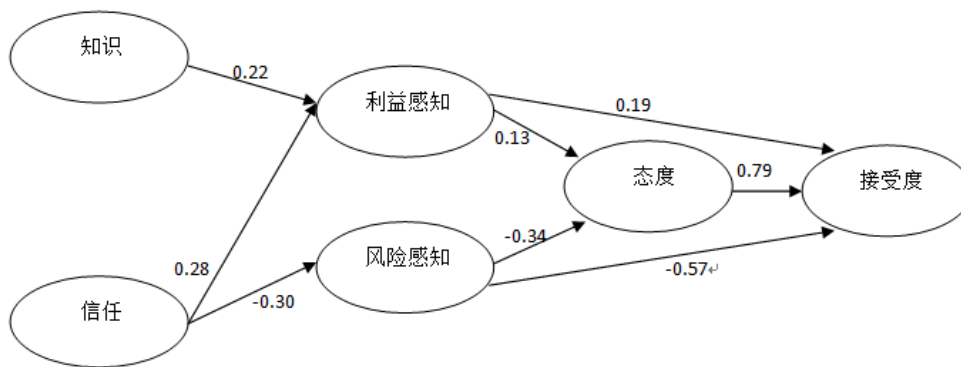 知识
0.22
利益感知
0.19
0.13
态度
0.79
接受度
风险感知
-0.34
-0.57↵
0.28
-0.30
信任